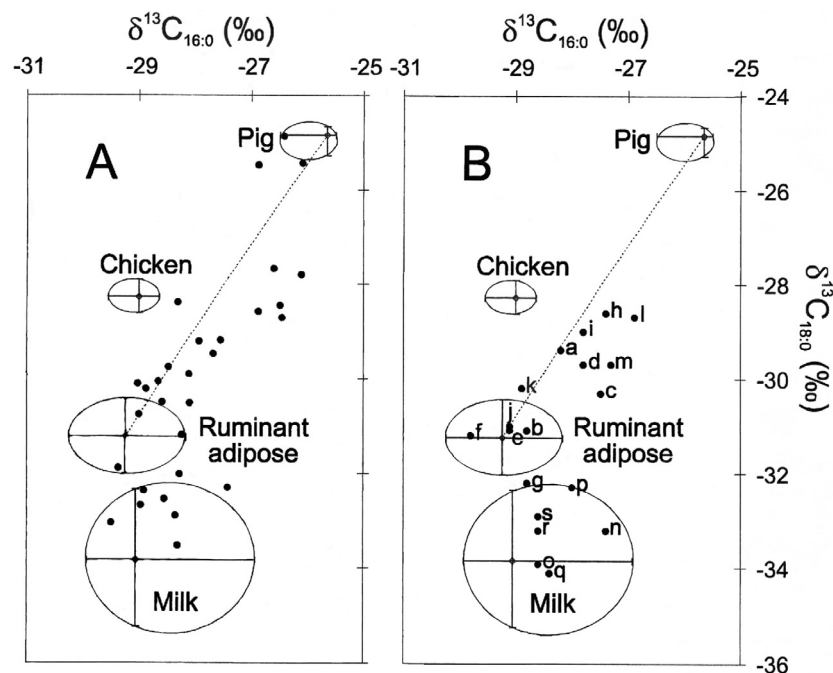 δ¹³C₁₆:₀ (‰) δ¹³C₁₆:₀ (‰)
-31 -29 -27 -25 -31 -29 -27 -25
-24
Pig Pig
A B
-26
Chicken Chicken
-28
h l
i
a
d m
-30
k c
Ruminant adipose
j
f b
e
Ruminant adipose
-32
g p
s
r n
-34
o
q
Milk Milk
-36
δ¹³C₁₈:₀ (‰)